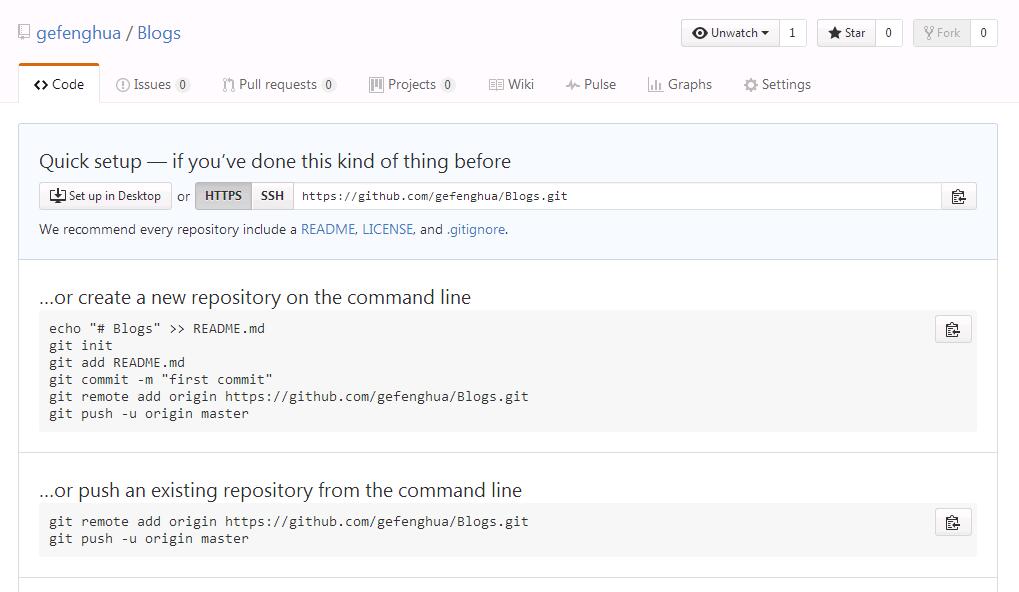 gefenghua / Blogs
Unwatch 1 Star 0 Fork 0
Code Issues 0 Pull requests 0 Projects 0 Wiki Pulse Graphs Settings
Quick setup — if you've done this kind of thing before
Set up in Desktop or HTTPS SSH https://github.com/gefenghua/Blogs.git
We recommend every repository include a README, LICENSE, and .gitignore.
…or create a new repository on the command line
echo "# Blogs" >> README.md
git init
git add README.md
git commit -m "first commit"
git remote add origin https://github.com/gefenghua/Blogs.git
git push -u origin master
…or push an existing repository from the command line
git remote add origin https://github.com/gefenghua/Blogs.git
git push -u origin master